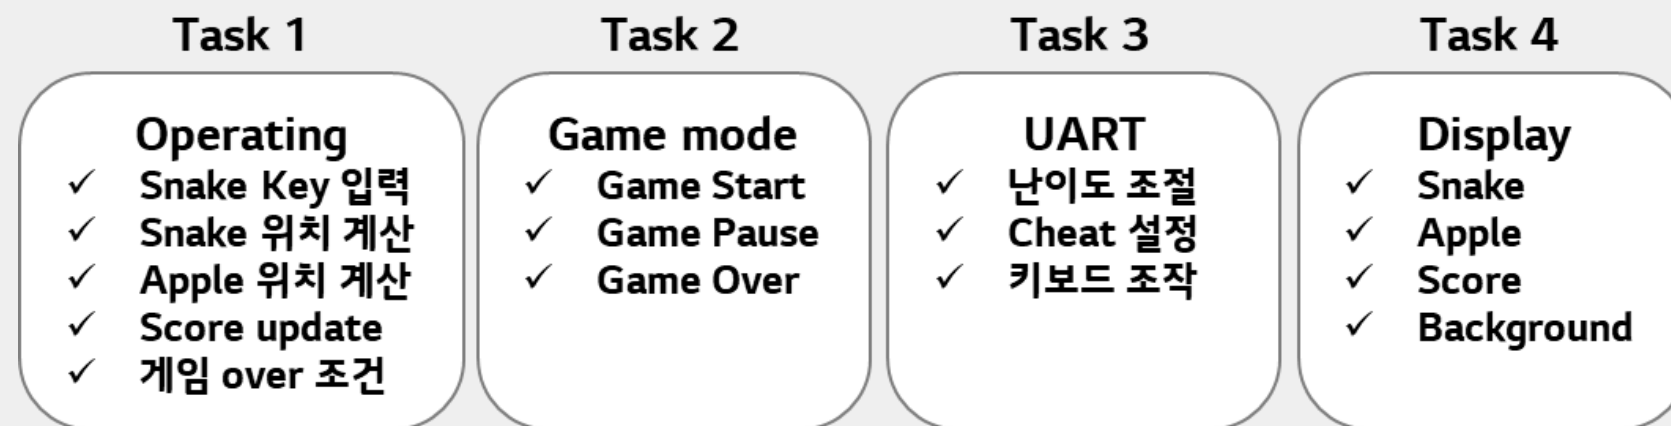 Task 1
Operating
✓ Snake Key 입력
✓ Snake 위치 계산
✓ Apple 위치 계산
✓ Score update
✓ 게임 over 조건
Task 2
Game mode
✓ Game Start
✓ Game Pause
✓ Game Over
Task 3
UART
✓ 난이도 조절
✓ Cheat 설정
✓ 키보드 조작
Task 4
Display
✓ Snake
✓ Apple
✓ Score
✓ Background